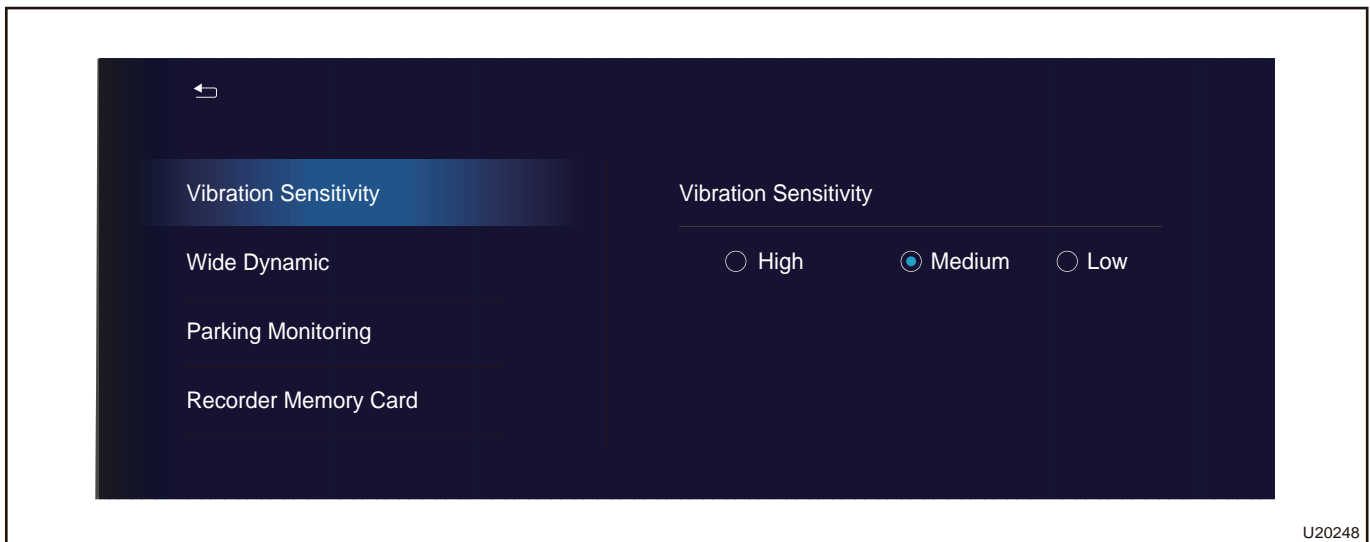 Vibration Sensitivity
Wide Dynamic
Parking Monitoring
Recorder Memory Card
Vibration Sensitivity
High Medium Low
U20248